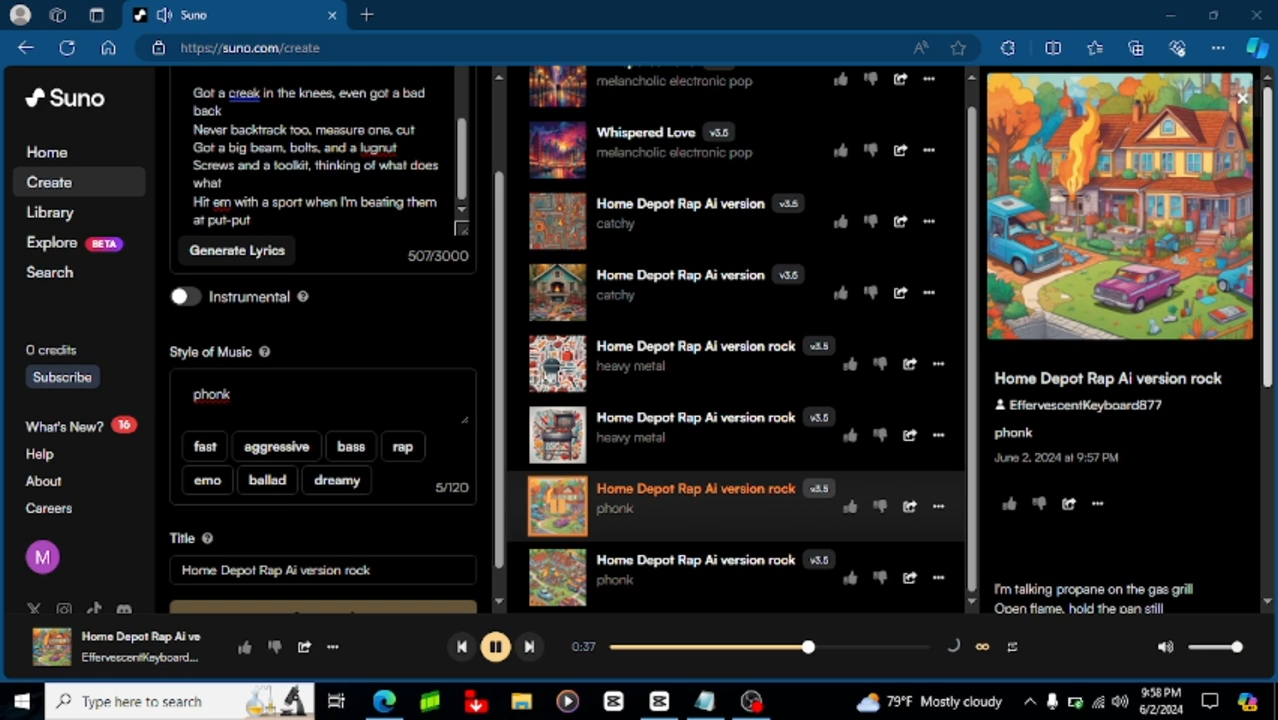 Suno
https://suno.com/create
Suno
Home
Create
Library
Explore BETA
Search
0 credits
Subscribe
What's New? 16
Help
About
Careers
M
Got a creak in the knees, even got a bad
back
Never backtrack too, measure one, cut
Got a big beam, bolts, and a lugnut
Screws and a toolkit, thinking of what does
what
Hit em with a sport when I'm beating them
at put-put
Generate Lyrics
507/3000
Instrumental
Style of Music
phonk
fast aggressive bass rap
emo ballad dreamy
5/120
Title
Home Depot Rap Ai version rock
melancholic electronic pop
Whispered Love v3.5
melancholic electronic pop
Home Depot Rap Ai version v3.5
catchy
Home Depot Rap Ai version v3.5
catchy
Home Depot Rap Ai version rock v3.5
heavy metal
Home Depot Rap Ai version rock v3.5
heavy metal
Home Depot Rap Ai version rock v3.5
phonk
Home Depot Rap Ai version rock v3.5
phonk
Home Depot Rap Ai version rock
EffervescentKeyboard877
phonk
June 2, 2024 at 9:57 PM
I'm talking propane on the gas grill
Open flame, hold the pan still
Home Depot Rap Ai ve
EffervescentKeyboard...
0:37
Type here to search
79°F Mostly cloudy
9:58 PM
6/2/2024